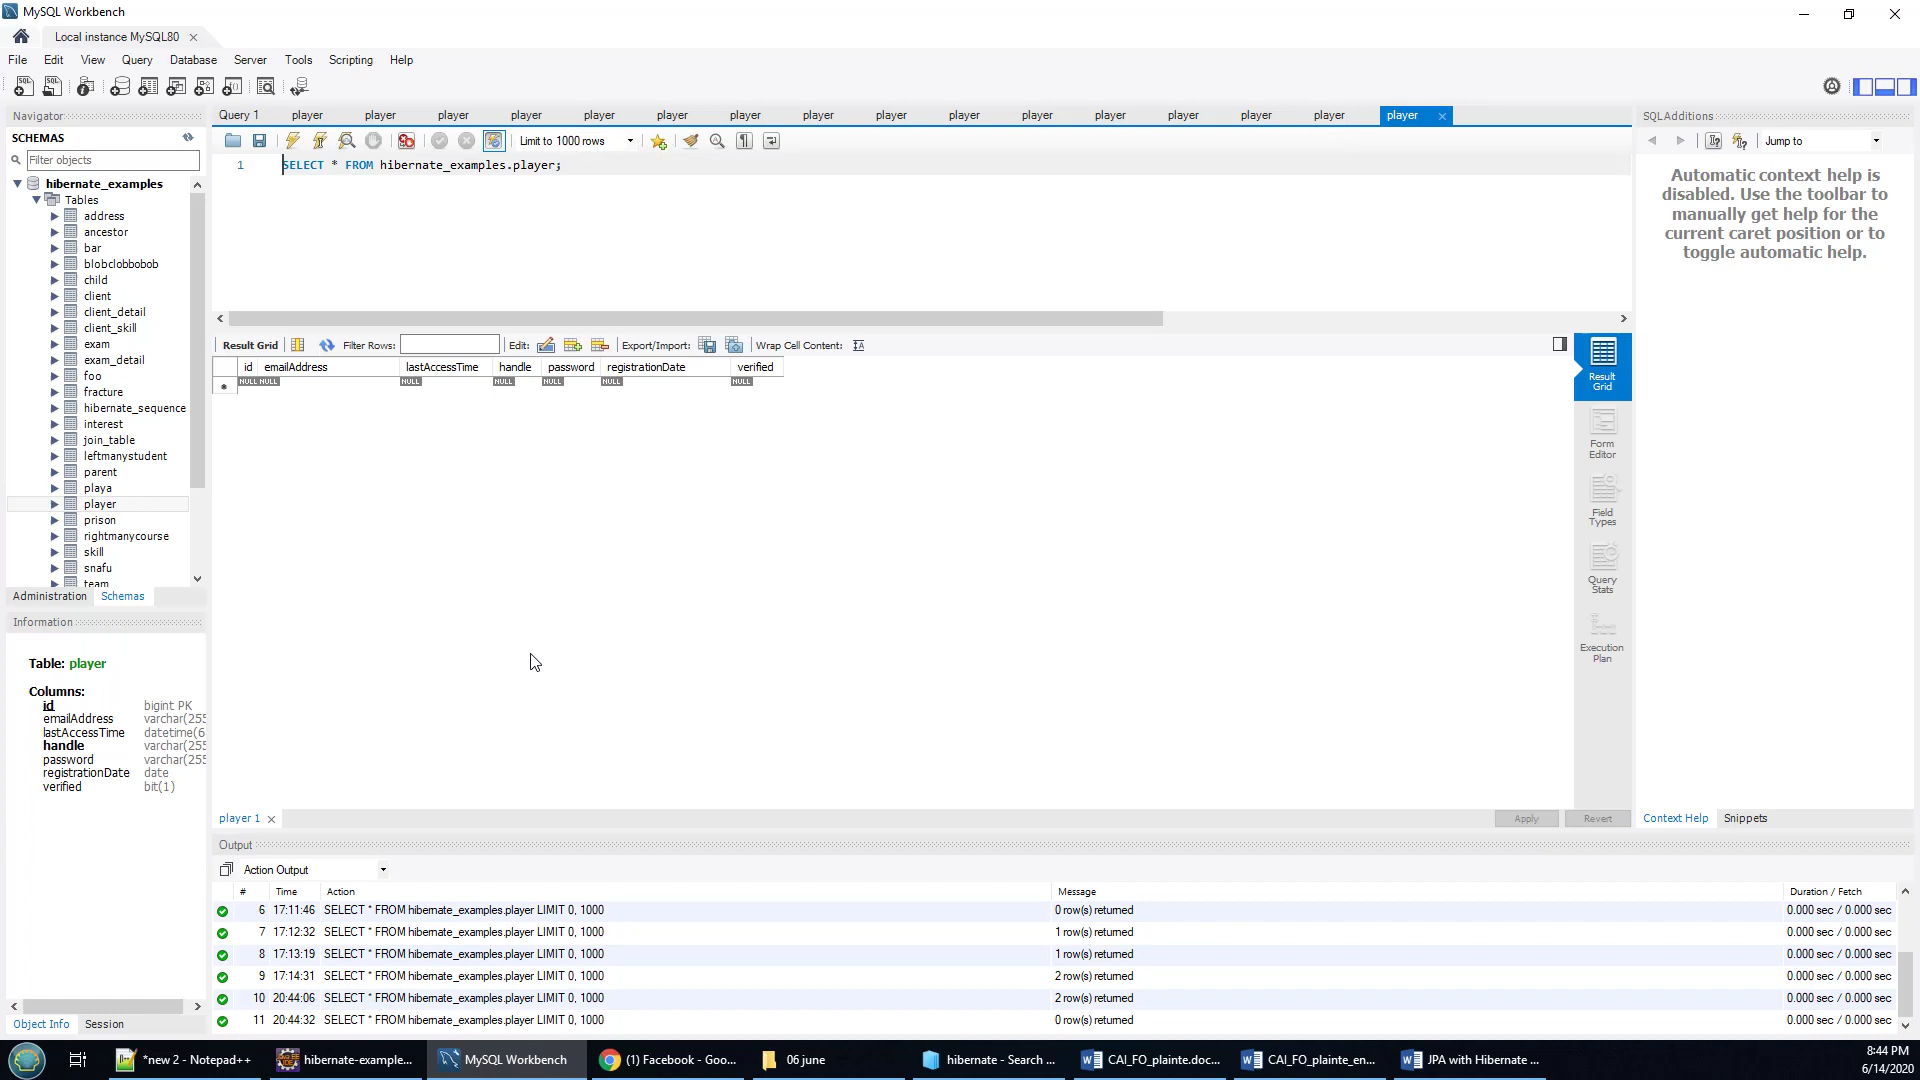 MySQL Workbench
Local instance MySQL80
File Edit View Query Database Server Tools Scripting Help
Navigator
SCHEMAS
Filter objects
hibernate_examples
Tables
address
ancestor
bar
blobclobbobob
child
client
client_detail
client_skill
exam
exam_detail
foo
fracture
hibernate_sequence
interest
join_table
leftmanystudent
parent
playa
player
prison
rightmanycourse
skill
snafu
team
Administration Schemas
Information
Table: player
Columns:
id bigint PK
emailAddress varchar(255
lastAccessTime datetime(6
handle varchar(255
password varchar(255
registrationDate date
verified bit(1)
Object Info Session
Query 1 player player player player player player player player player player player player player player player player
Limit to 1000 rows
1 SELECT * FROM hibernate_examples.player;
Result Grid Filter Rows: Edit: Export/Import: Wrap Cell Content:
id emailAddress lastAccessTime handle password registrationDate verified
NULL NULL NULL NULL NULL NULL NULL
Result Grid
Form Editor
Field Types
Query Stats
Execution Plan
player 1 Apply Revert
SQLAdditions
Jump to
Automatic context help is
disabled. Use the toolbar to
manually get help for the
current caret position or to
toggle automatic help.
Context Help Snippets
Output
Action Output
# Time Action Message Duration / Fetch
6 17:11:46 SELECT * FROM hibernate_examples.player LIMIT 0, 1000 0 row(s) returned 0.000 sec / 0.000 sec
7 17:12:32 SELECT * FROM hibernate_examples.player LIMIT 0, 1000 1 row(s) returned 0.000 sec / 0.000 sec
8 17:13:19 SELECT * FROM hibernate_examples.player LIMIT 0, 1000 1 row(s) returned 0.000 sec / 0.000 sec
9 17:14:31 SELECT * FROM hibernate_examples.player LIMIT 0, 1000 2 row(s) returned 0.000 sec / 0.000 sec
10 20:44:06 SELECT * FROM hibernate_examples.player LIMIT 0, 1000 2 row(s) returned 0.000 sec / 0.000 sec
11 20:44:32 SELECT * FROM hibernate_examples.player LIMIT 0, 1000 0 row(s) returned 0.000 sec / 0.000 sec
*new 2 - Notepad++ hibernate-example... MySQL Workbench (1) Facebook - Goo... 06 june hibernate - Search ... CAI_FO_plainte.doc... CAI_FO_plainte_en... JPA with Hibernate ...
8:44 PM
6/14/2020